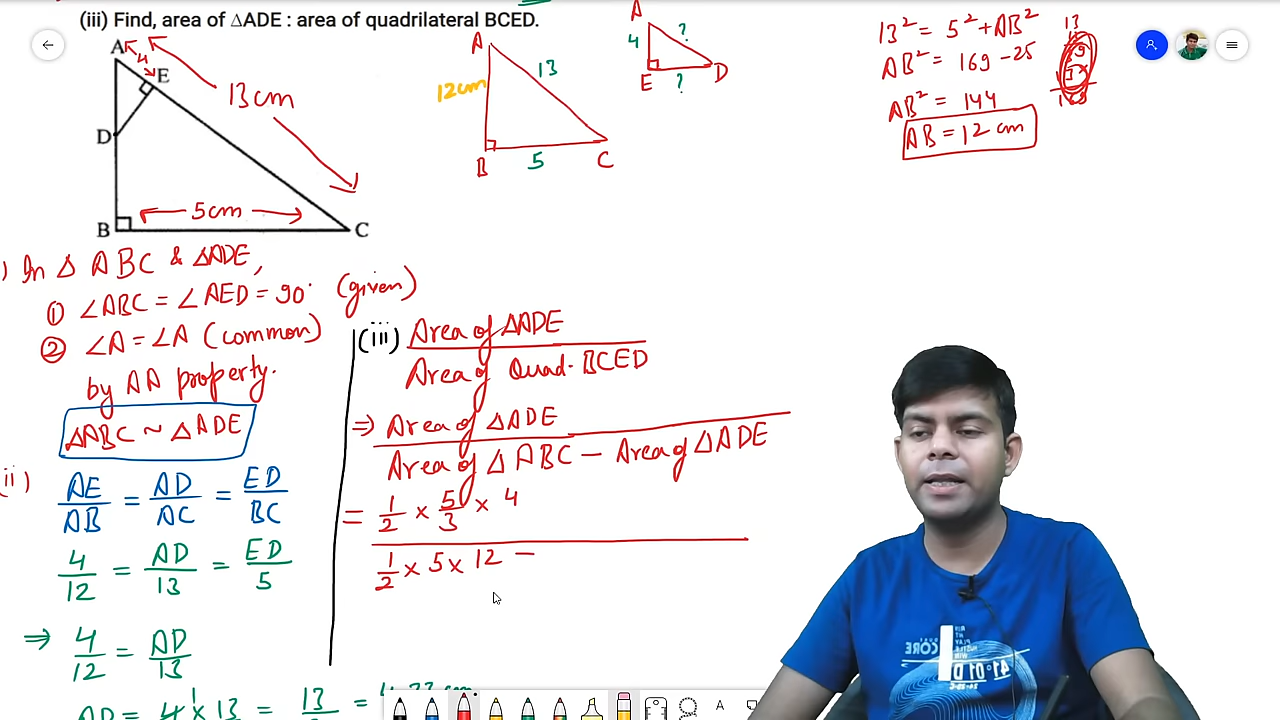 (iii) Find, area of ∆ADE : area of quadrilateral BCED.
A
4
E
13cm
D
B
5cm
C
A
12cm
13
B
5
C
A
4
?
E
D
?
13² = 5² + AB²
AB² = 169 - 25
AB² = 144
AB = 12 cm
13
) In ∆ ABC & ∆ADE,
① ∠ABC = ∠AED = 90° (given)
② ∠A = ∠A (common)
by AA property.
∆ABC ~ ∆ADE
(ii)
AE/AB = AD/AC = ED/BC
4/12 = AD/13 = ED/5
⇒ 4/12 = AD/13
(iii) Area of ∆ADE
Area of Quad. BCED
⇒ Area of ∆ADE
Area of ∆ABC – Area of ∆ADE
= 1/2 × 5/3 × 4
1/2 × 5 × 12 –